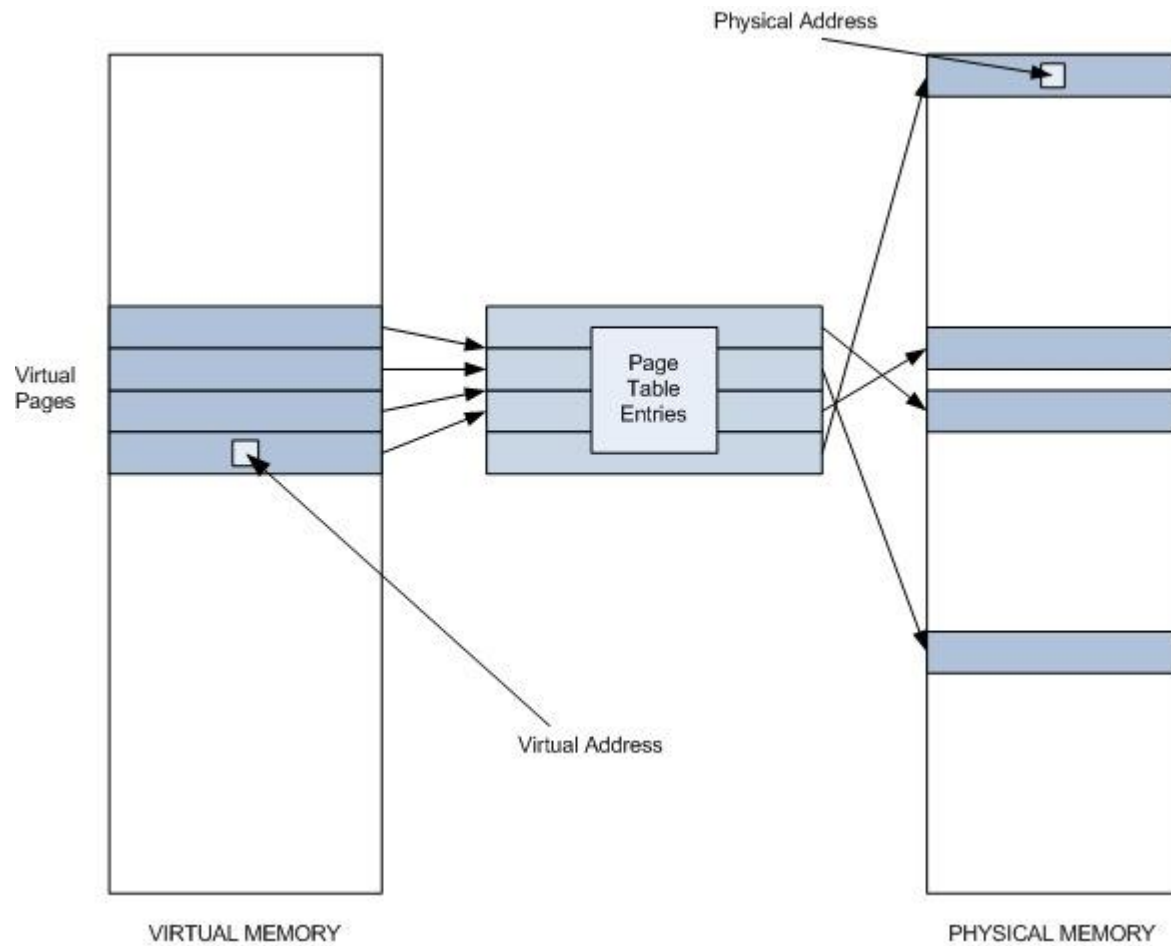 Physical Address
Virtual
Pages
Page
Table
Entries
Virtual Address
VIRTUAL MEMORY
PHYSICAL MEMORY